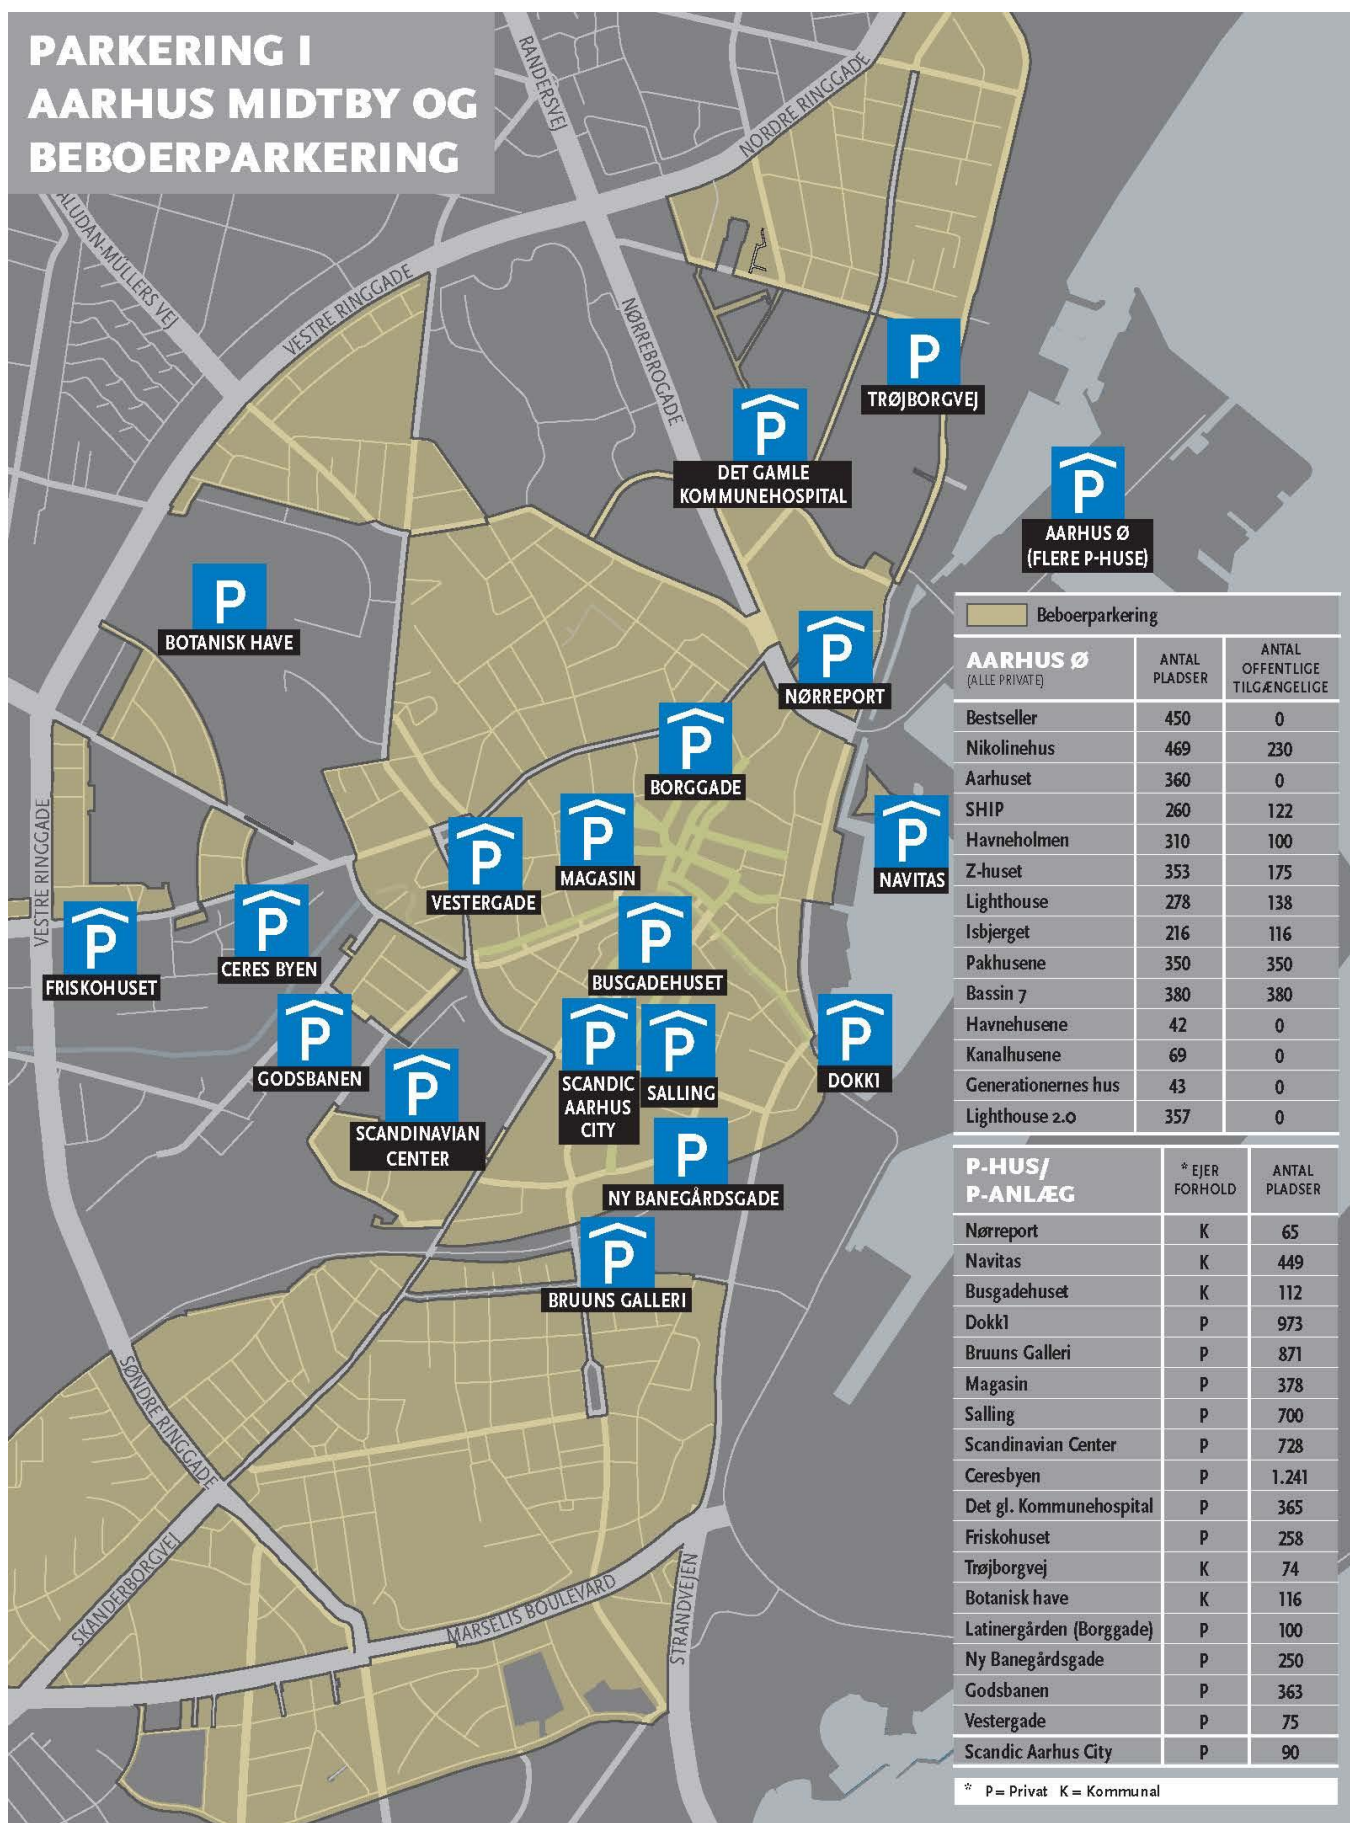 PARKERING I
AARHUS MIDTBY OG
BEBOERPARKERING
RANDERSVEJ
NORDRE RINGGADE
ALUDAN-MÜLLERS VEJ
VESTRE RINGGADE
NØRREBROGADE
P
TRØJBORGVEJ
P
DET GAMLE
KOMMUNEHOSPITAL
P
AARHUS Ø
(FLERE P-HUSE)
P
BOTANISK HAVE
P
NØRREPORT
P
BORGGADE
P
MAGASIN
P
VESTERGADE
P
NAVITAS
VESTRE RINGGADE
P
FRISKOHUSET
P
CERES BYEN
P
BUSGADEHUSET
P
GODSBANEN
P
SCANDINAVIAN
CENTER
P
SCANDIC
AARHUS
CITY
P
SALLING
P
DOKK1
P
NY BANEGÅRDSGADE
P
BRUUNS GALLERI
SØNDRE RINGGADE
SKANDERBORGVEJ
MARSELIS BOULEVARD
STRANDVEJEN
Beboerparkering
AARHUS Ø (ALLE PRIVATE) ANTAL PLADSER ANTAL OFFENTLIGE TILGÆNGELIGE
Bestseller 450 0
Nikolinehus 469 230
Aarhuset 360 0
SHIP 260 122
Havneholmen 310 100
Z-huset 353 175
Lighthouse 278 138
Isbjerget 216 116
Pakhusene 350 350
Bassin 7 380 380
Havnehusene 42 0
Kanalhusene 69 0
Generationernes hus 43 0
Lighthouse 2.0 357 0
P-HUS/ P-ANLÆG * EJER FORHOLD ANTAL PLADSER
Nørreport K 65
Navitas K 449
Busgadehuset K 112
Dokk1 P 973
Bruuns Galleri P 871
Magasin P 378
Salling P 700
Scandinavian Center P 728
Ceresbyen P 1.241
Det gl. Kommunehospital P 365
Friskohuset P 258
Trøjborgvej K 74
Botanisk have K 116
Latinergården (Borggade) P 100
Ny Banegårdsgade P 250
Godsbanen P 363
Vestergade P 75
Scandic Aarhus City P 90
* P = Privat K = Kommunal